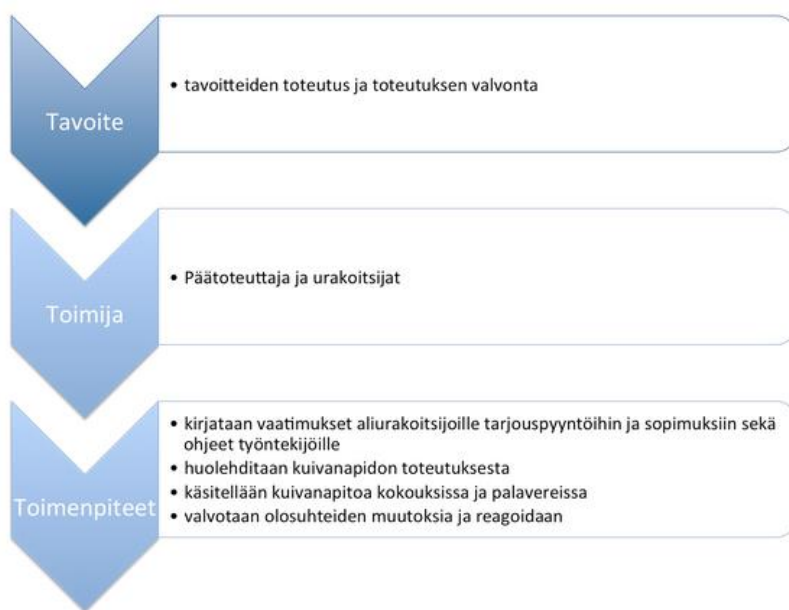 Tavoite
• tavoitteiden toteutus ja toteutuksen valvonta
Toimija
• Päätoteuttaja ja urakoitsijat
Toimenpiteet
• kirjataan vaatimukset aliurakoitsijoille tarjouspyyntöihin ja sopimuksiin sekä
ohjeet työntekijöille
• huolehditaan kuivanapidon toteutuksesta
• käsitellään kuivanapitoa kokouksissa ja palavereissa
• valvotaan olosuhteiden muutoksia ja reagoidaan